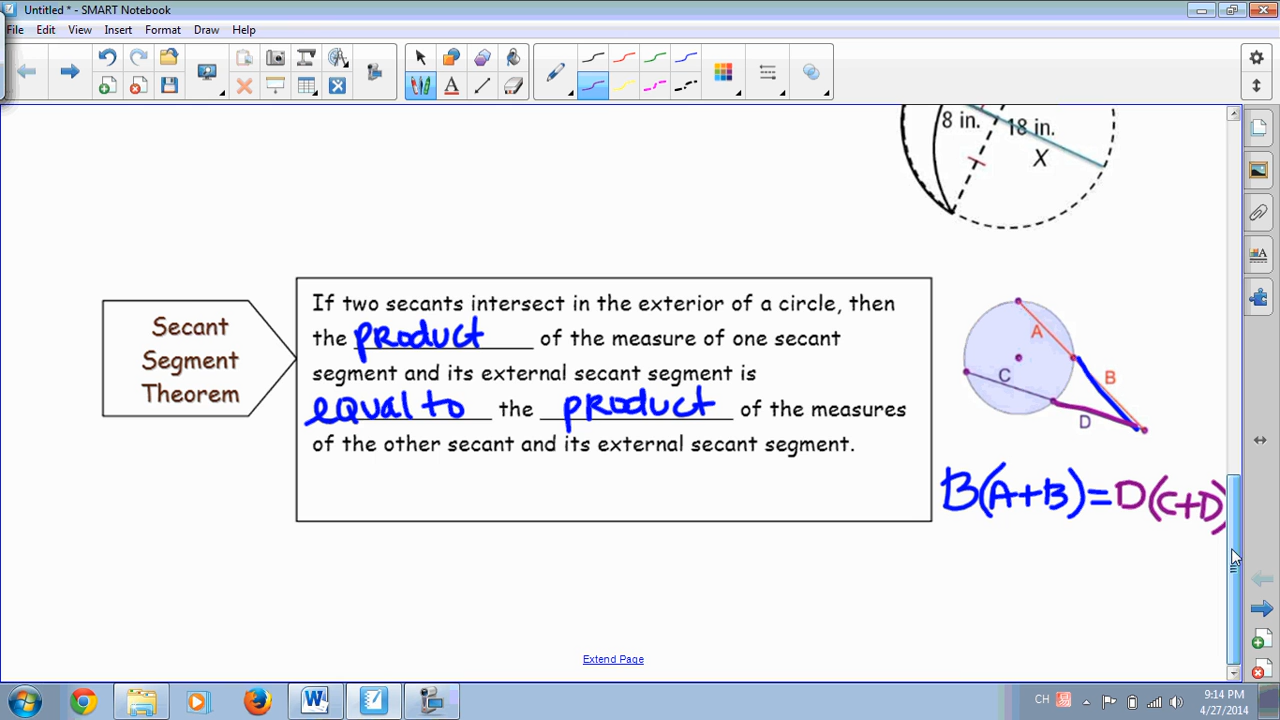 Untitled * - SMART Notebook
File Edit View Insert Format Draw Help
8 in. 18 in.
X
Secant
Segment
Theorem
If two secants intersect in the exterior of a circle, then
the product of the measure of one secant
segment and its external secant segment is
equal to the product of the measures
of the other secant and its external secant segment.
A
B
C
D
B(A+B)=D(C+D)
Extend Page
CH
9:14 PM
4/27/2014